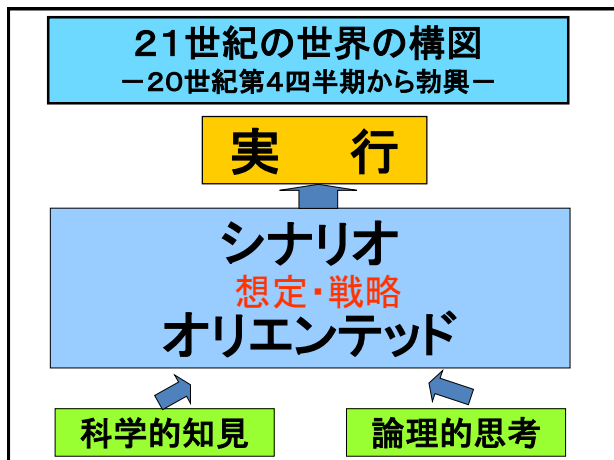 21世紀の世界の構図
−20世紀第4四半期から勃興−
実　行
シナリオ
想定・戦略
オリエンテッド
科学的知見
論理的思考